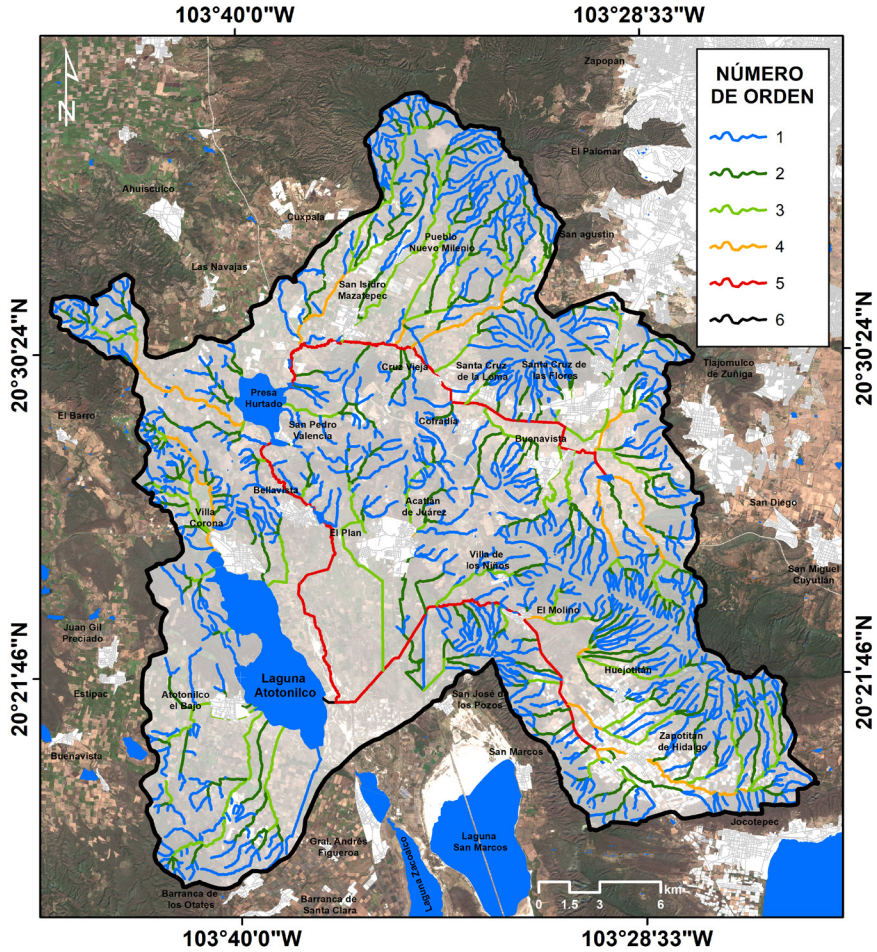 103°40'0"W
103°28'33"W
Zapopan
NÚMERO
DE ORDEN
1
2
3
4
5
6
N
El Palomar
Ahuisculco
Cuxpala
San agustin
Pueblo
Nuevo Milenio
Las Navajas
San Isidro
Mazatepec
20°30'24"N
20°30'24"N
Cruz Vieja
Santa Cruz
de la Loma
Santa Cruz de
las Flores
Tlajomulco
de Zuñiga
Presa
Hurtado
El Barro
San Pedro
Valencia
Cofradia
Buenavista
Bellavista
Acatlán
de Juárez
San Diego
Villa
Corona
El Plan
Villa de
los Niños
San Miguel
Cuyutlán
El Molino
Juan Gil
Preciado
20°21'46"N
20°21'46"N
Laguna
Atotonilco
Huejotitán
Estipac
Atotonilco
el Bajo
San José d
los Pozos
Zapotitan
de Hidalgo
Buenavista
San Marcos
Jocotepec
Gral. Andrés
Figueroa
Laguna
San Marcos
Laguna Zacoalco
Barranca de
los Otates
Barranca de
Santa Clara
km
0 1.5 3 6
103°40'0"W
103°28'33"W